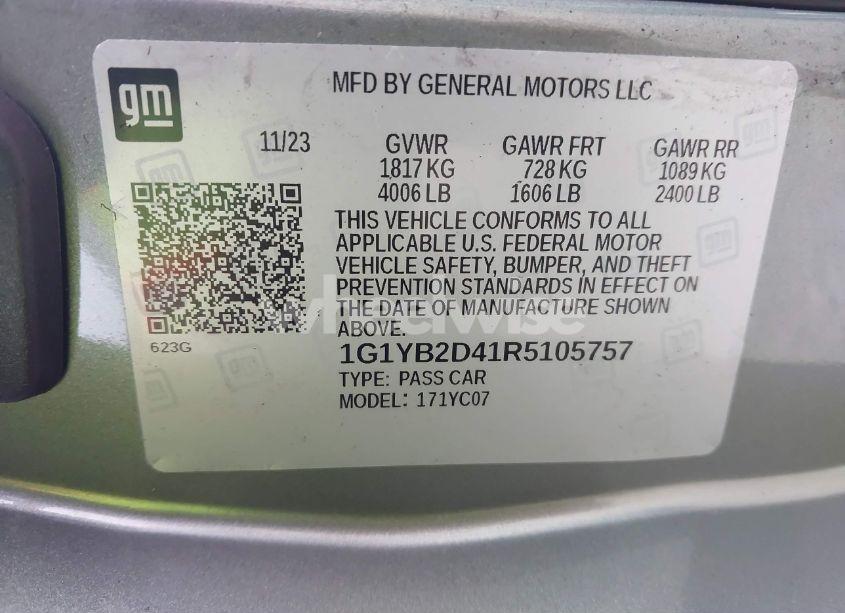 gm
MFD BY GENERAL MOTORS LLC
11/23
GVWR GAWR FRT GAWR RR
1817 KG 728 KG 1089 KG
4006 LB 1606 LB 2400 LB
THIS VEHICLE CONFORMS TO ALL
APPLICABLE U.S. FEDERAL MOTOR
VEHICLE SAFETY, BUMPER, AND THEFT
PREVENTION STANDARDS IN EFFECT ON
THE DATE OF MANUFACTURE SHOWN
ABOVE.
wheelwise
623G
1G1YB2D41R5105757
TYPE: PASS CAR
MODEL: 171YC07